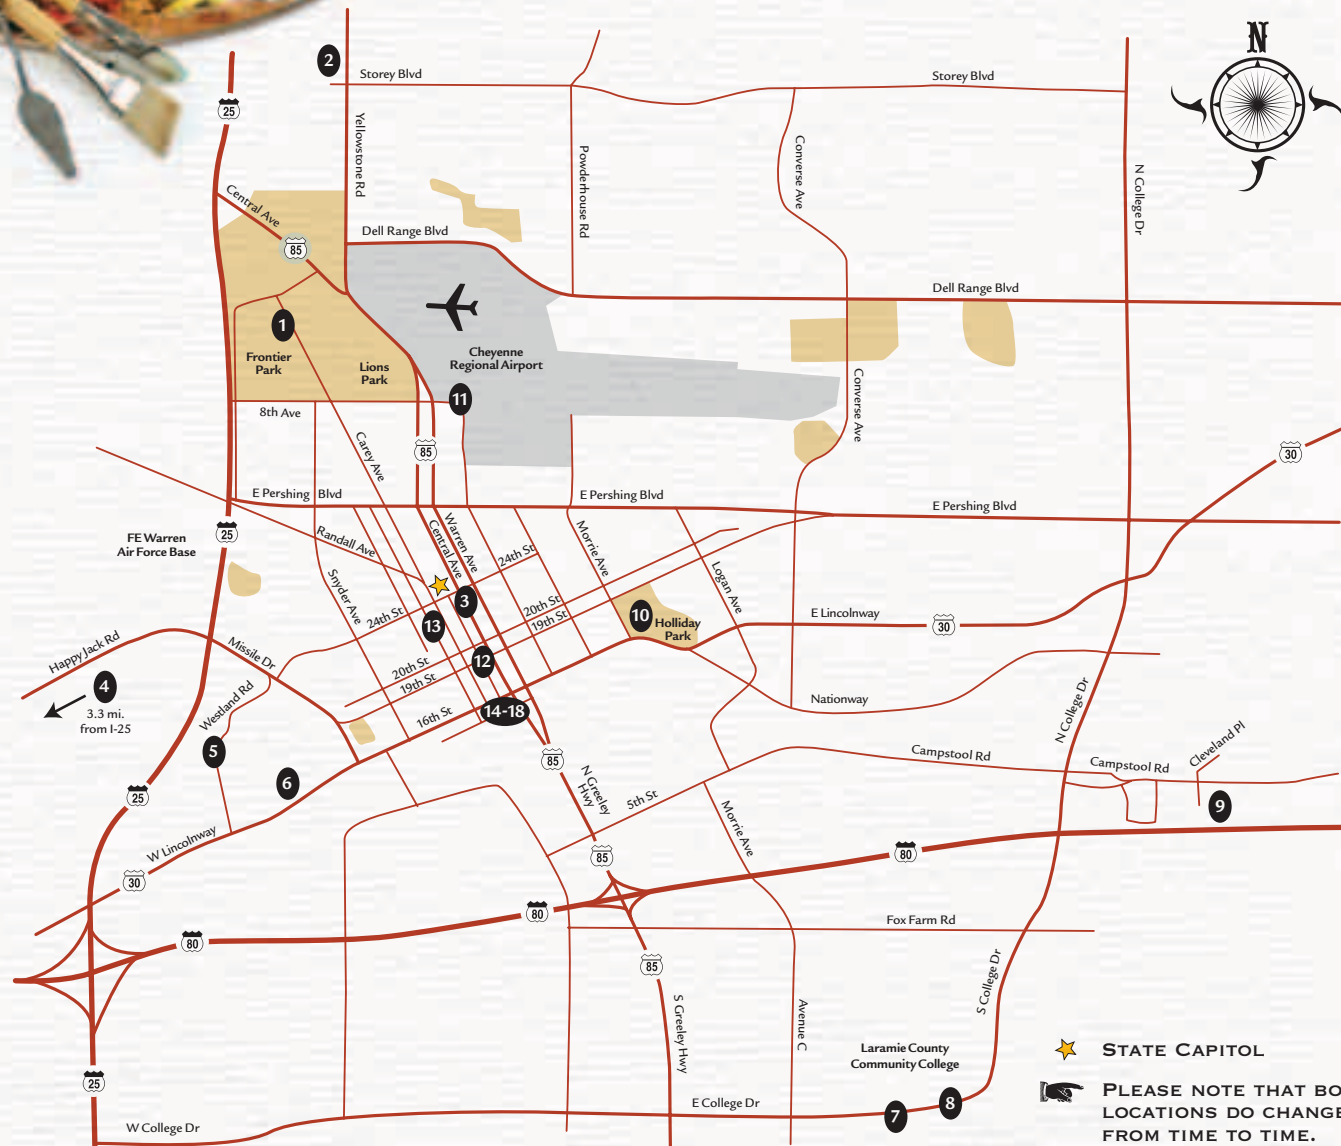 N
2
Storey Blvd
Storey Blvd
25
Yellowstone Rd
Powderhouse Rd
Converse Ave
N College Dr
Central Ave
85
Dell Range Blvd
Dell Range Blvd
1
Frontier
Park
Lions
Park
Cheyenne
Regional Airport
11
8th Ave
Converse Ave
Carey Ave
85
30
E Pershing Blvd
E Pershing Blvd
E Pershing Blvd
25
FE Warren
Air Force Base
Randall Ave
Central Ave
Warren Ave
24th St
Morrie Ave
Logan Ave
Snyder Ave
24th St
3
13
20th St
19th St
10
Holliday
Park
E Lincolnway
30
Happy Jack Rd
Missile Dr
12
20th St
19th St
4
3.3 mi.
from I-25
Westland Rd
16th St
14-18
Nationway
N College Dr
5
85
Campstool Rd
Campstool Rd
Cleveland Pl
6
N Greeley
Hwy
5th St
9
25
Morrie Ave
W Lincolnway
85
80
30
80
80
Fox Farm Rd
85
S College Dr
S Greeley Hwy
Avenue C
Laramie County
Community College
State Capitol
25
Please note that bo
locations do change
from time to time.
E College Dr
7
8
W College Dr